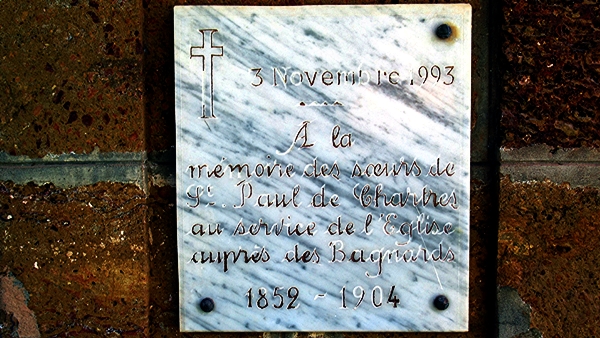 3 Novembre 1993
À la
mémoire des sœurs de
St. Paul de Chartres
au service de l'Eglise
auprès des Bagnards
1852 - 1904